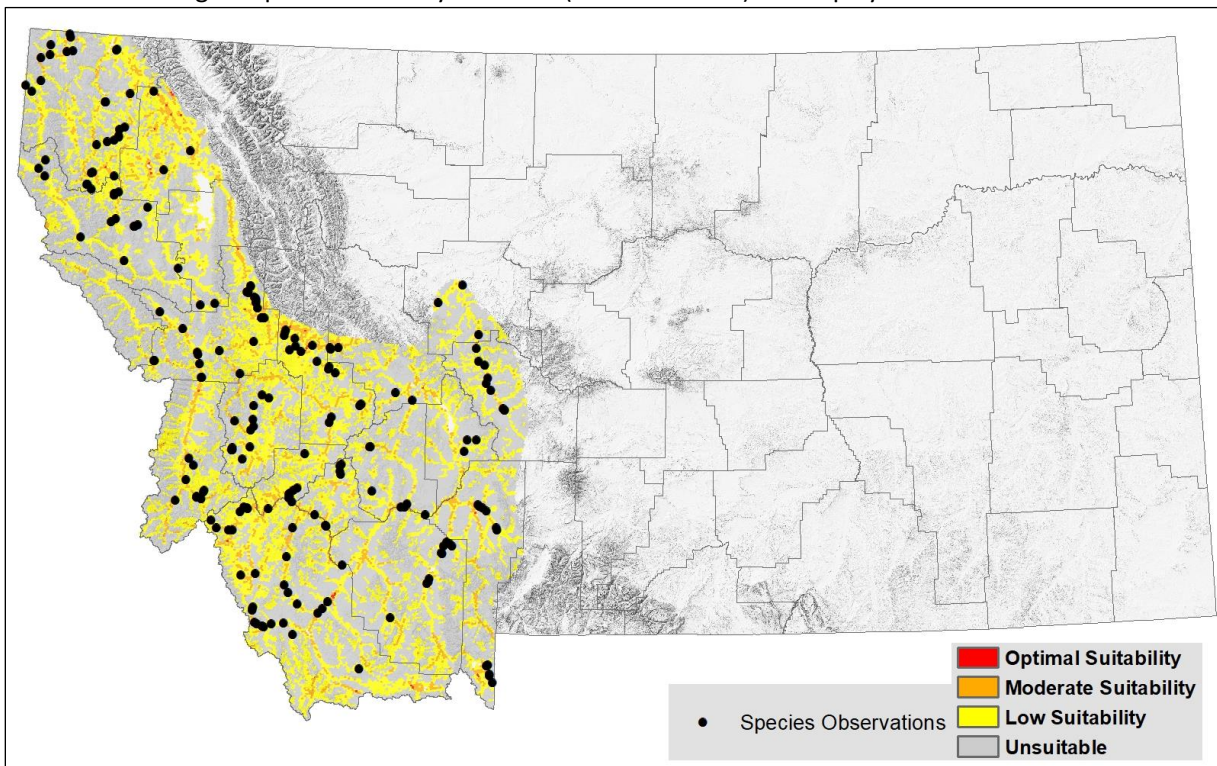 Optimal Suitability
Moderate Suitability
Low Suitability
Unsuitable
Species Observations